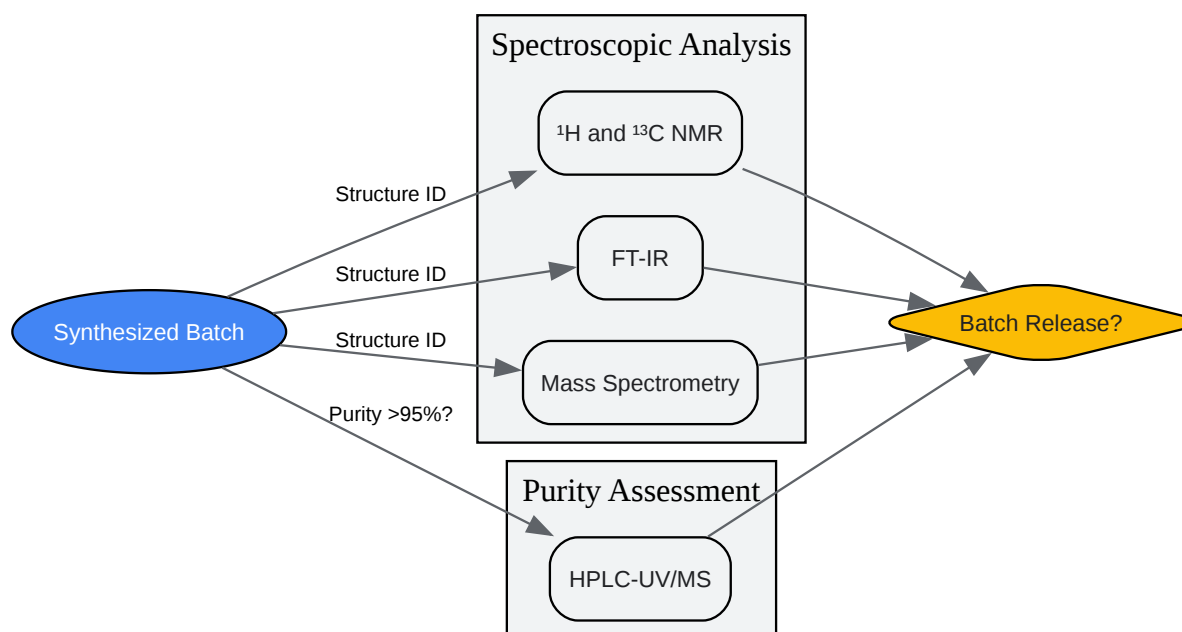 Spectroscopic Analysis
¹H and ¹³C NMR
Structure ID
FT-IR
Structure ID
Synthesized Batch
Batch Release?
Structure ID
Mass Spectrometry
Purity >95%?
Purity Assessment
HPLC-UV/MS